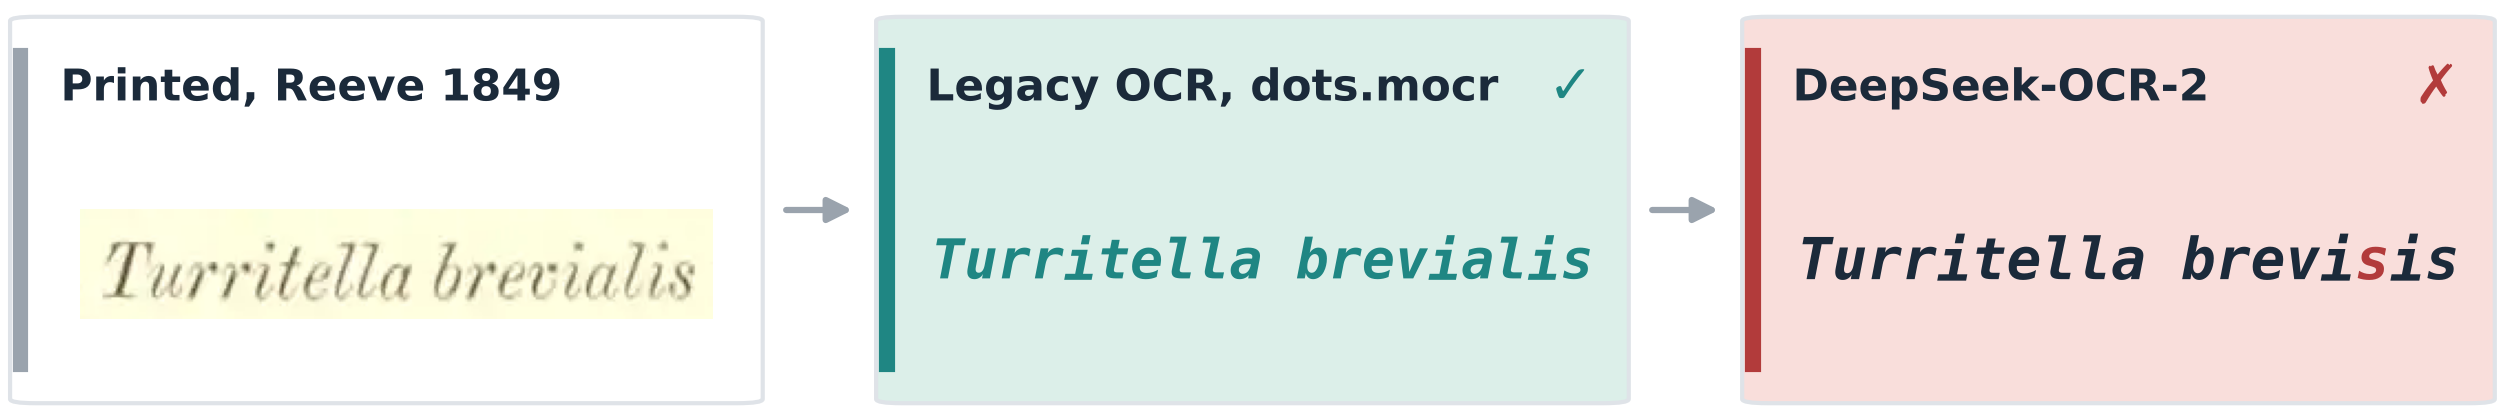 Printed, Reeve 1849
Turritella brevialis
Legacy OCR, dots.mocr ✓
Turritella brevialis
DeepSeek-OCR-2 ✗
Turritella brevisis